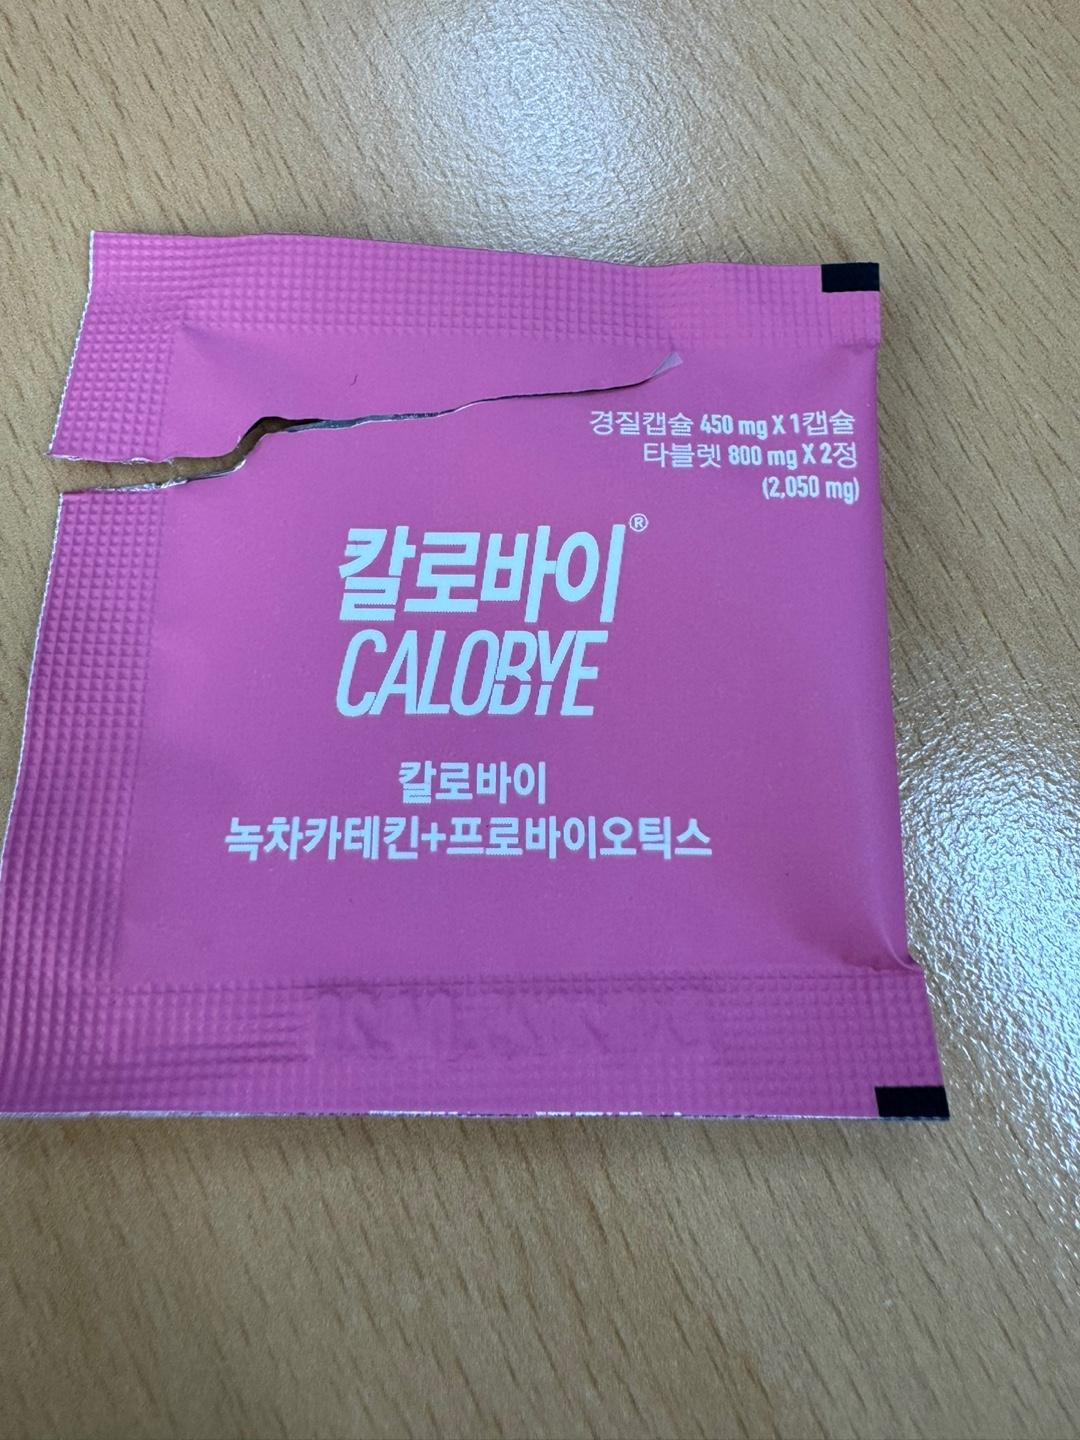 경질캡슐 450 mg X 1캡슐
타블렛 800 mg X 2정
(2,050 mg)
칼로바이®
CALOBYE
칼로바이
녹차카테킨+프로바이오틱스